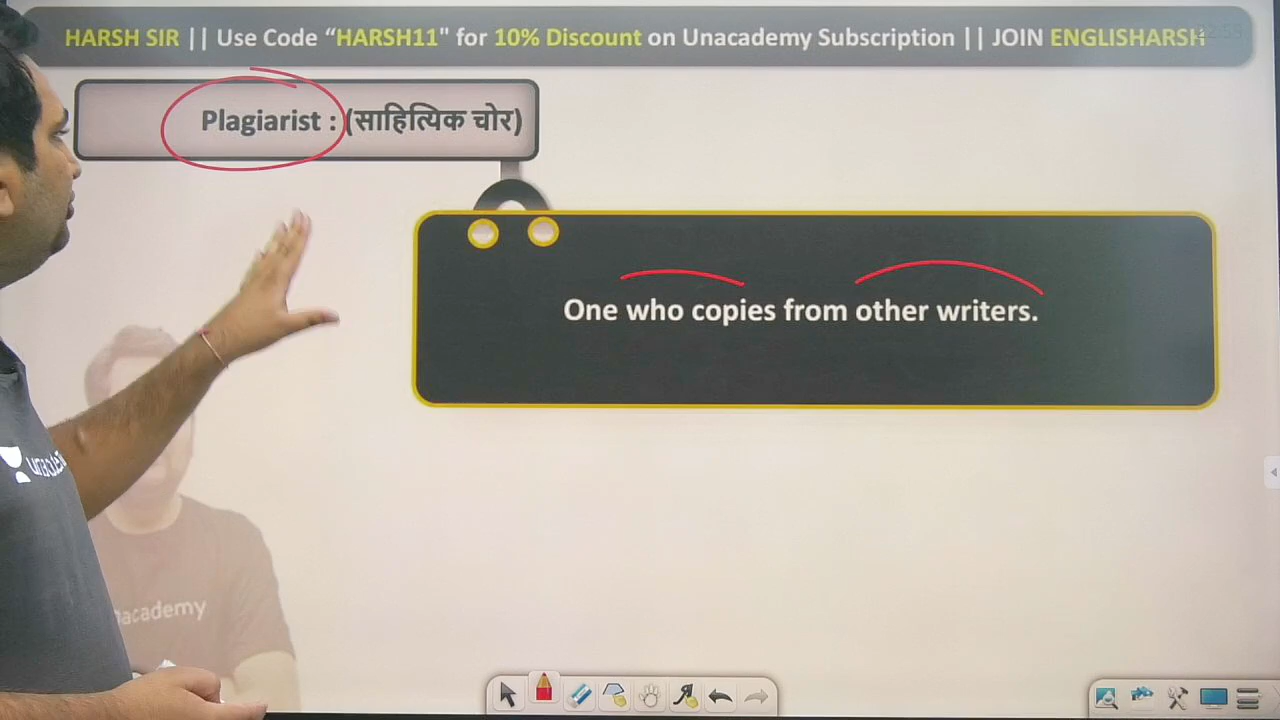 HARSH SIR || Use Code “HARSH11" for 10% Discount on Unacademy Subscription || JOIN ENGLISHARSH
Plagiarist : (साहित्यिक चोर)
One who copies from other writers.